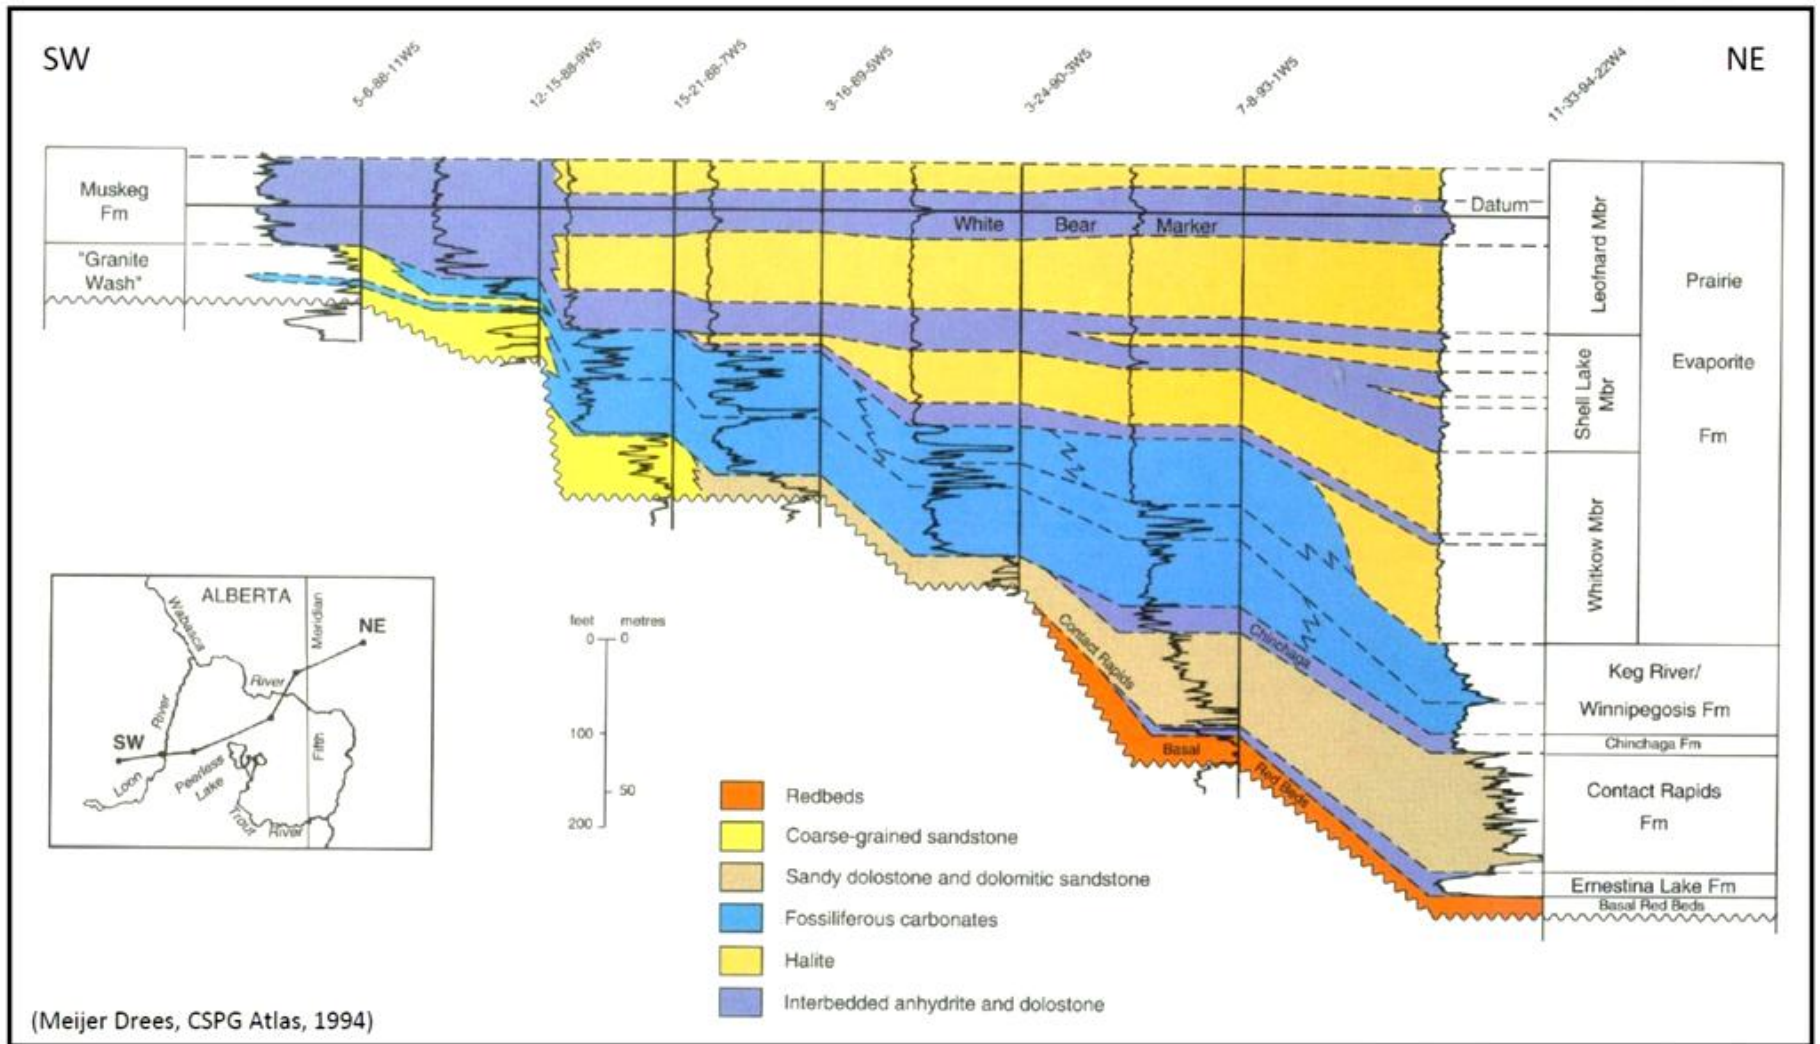 SW
NE
5-6-88-11W5
12-15-88-9W5
15-21-88-7W5
3-16-89-5W5
3-24-90-3W5
7-8-93-1W5
11-33-94-22W4
Muskeg
Fm
"Granite
Wash"
White Bear Marker
Datum
Leofnard Mbr
Shell Lake
Mbr
Whitkow Mbr
Prairie
Evaporite
Fm
Keg River/
Winnipegosis Fm
Chinchaga Fm
Contact Rapids
Fm
Ernestina Lake Fm
Basal Red Beds
Contact Rapids
Chinchaga
Basal
Red Beds
ALBERTA
Wabasca
River
Meridian
Fifth
NE
River
SW
Loon
Peerless
Lake
Trout
River
feet metres
0 0
100
50
200
Redbeds
Coarse-grained sandstone
Sandy dolostone and dolomitic sandstone
Fossiliferous carbonates
Halite
Interbedded anhydrite and dolostone
(Meijer Drees, CSPG Atlas, 1994)